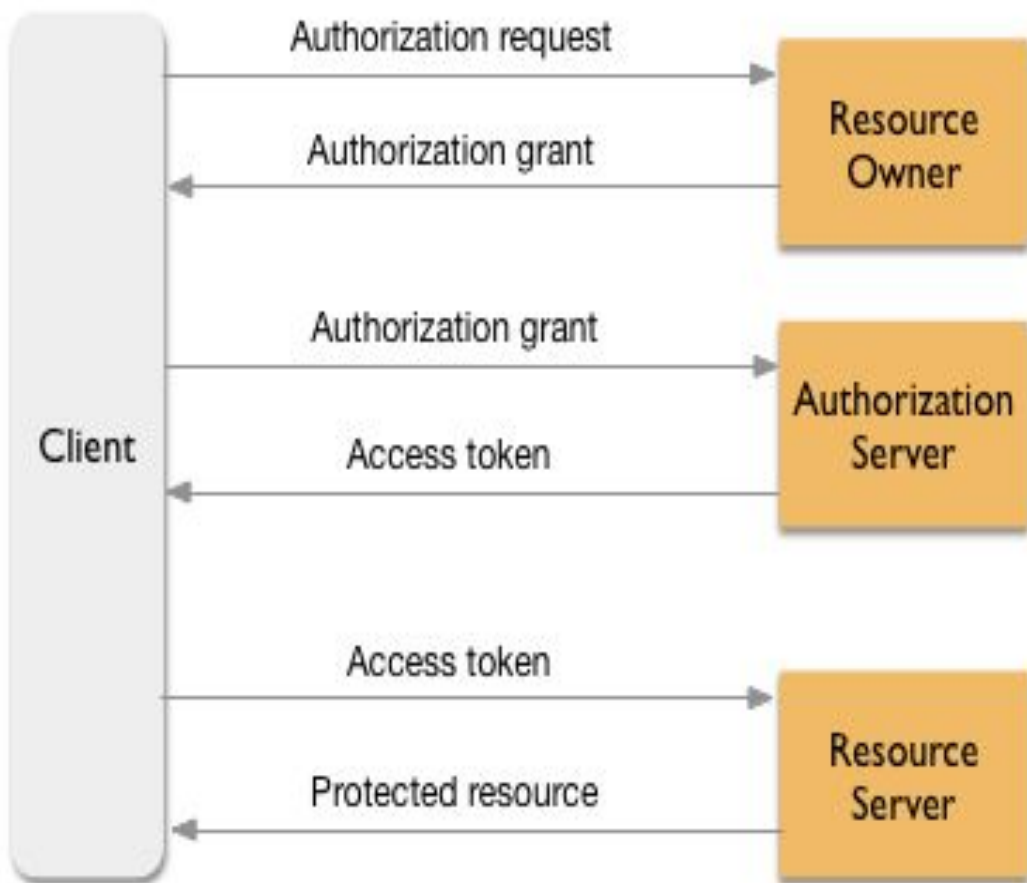 Authorization request
Resource
Owner
Authorization grant
Authorization grant
Authorization
Server
Client
Access token
Access token
Resource
Server
Protected resource